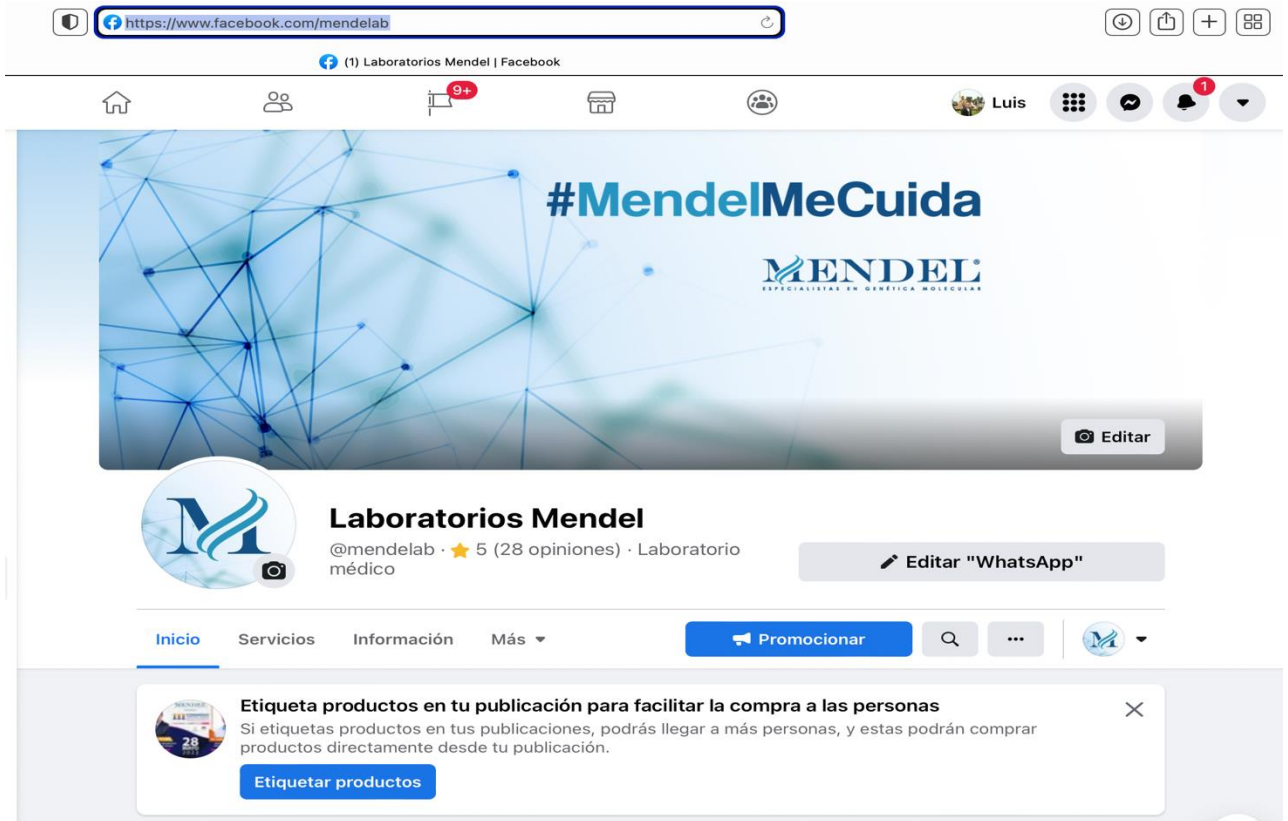 https://www.facebook.com/mendelab
(1) Laboratorios Mendel | Facebook
9+
Luis
1
#MendelMeCuida
MENDEL
ESPECIALISTAS EN GENÉTICA MOLECULAR
Editar
M
Laboratorios Mendel
@mendelab · 5 (28 opiniones) · Laboratorio
médico
Editar "WhatsApp"
Inicio Servicios Información Más
Promocionar
Etiqueta productos en tu publicación para facilitar la compra a las personas
Si etiquetas productos en tus publicaciones, podrás llegar a más personas, y estas podrán comprar
productos directamente desde tu publicación.
MENDEL
28
Etiquetar productos